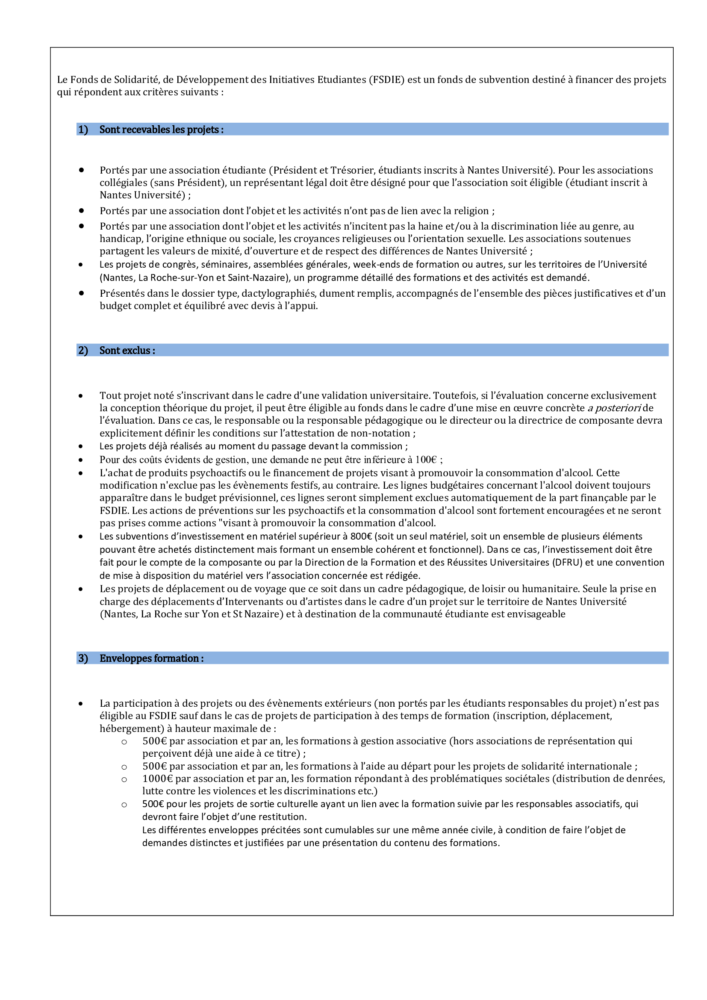 Le Fonds de Solidarité, de Développement des Initiatives Etudiantes (FSDIE) est un fonds de subvention destiné à financer des projets
qui répondent aux critères suivants :
1) Sont recevables les projets :
• Portés par une association étudiante (Président et Trésorier, étudiants inscrits à Nantes Université). Pour les associations
collégiales (sans Président), un représentant légal doit être désigné pour que l’association soit éligible (étudiant inscrit à
Nantes Université) ;
• Portés par une association dont l’objet et les activités n’ont pas de lien avec la religion ;
• Portés par une association dont l’objet et les activités n’incitent pas la haine et/ou à la discrimination liée au genre, au
handicap, l’origine ethnique ou sociale, les croyances religieuses ou l’orientation sexuelle. Les associations soutenues
partagent les valeurs de mixité, d’ouverture et de respect des différences de Nantes Université ;
• Les projets de congrès, séminaires, assemblées générales, week-ends de formation ou autres, sur les territoires de l’Université
(Nantes, La Roche-sur-Yon et Saint-Nazaire), un programme détaillé des formations et des activités est demandé.
• Présentés dans le dossier type, dactylographiés, dument remplis, accompagnés de l’ensemble des pièces justificatives et d’un
budget complet et équilibré avec devis à l’appui.
2) Sont exclus :
• Tout projet noté s’inscrivant dans le cadre d’une validation universitaire. Toutefois, si l’évaluation concerne exclusivement
la conception théorique du projet, il peut être éligible au fonds dans le cadre d’une mise en œuvre concrète a posteriori de
l’évaluation. Dans ce cas, le responsable ou la responsable pédagogique ou le directeur ou la directrice de composante devra
explicitement définir les conditions sur l’attestation de non-notation ;
• Les projets déjà réalisés au moment du passage devant la commission ;
• Pour des coûts évidents de gestion, une demande ne peut être inférieure à 100€ ;
• L'achat de produits psychoactifs ou le financement de projets visant à promouvoir la consommation d'alcool. Cette
modification n'exclue pas les évènements festifs, au contraire. Les lignes budgétaires concernant l'alcool doivent toujours
apparaître dans le budget prévisionnel, ces lignes seront simplement exclues automatiquement de la part finançable par le
FSDIE. Les actions de préventions sur les psychoactifs et la consommation d'alcool sont fortement encouragées et ne seront
pas prises comme actions "visant à promouvoir la consommation d'alcool.
• Les subventions d’investissement en matériel supérieur à 800€ (soit un seul matériel, soit un ensemble de plusieurs éléments
pouvant être achetés distinctement mais formant un ensemble cohérent et fonctionnel). Dans ce cas, l’investissement doit être
fait pour le compte de la composante ou par la Direction de la Formation et des Réussites Universitaires (DFRU) et une convention
de mise à disposition du matériel vers l’association concernée est rédigée.
• Les projets de déplacement ou de voyage que ce soit dans un cadre pédagogique, de loisir ou humanitaire. Seule la prise en
charge des déplacements d’Intervenants ou d’artistes dans le cadre d’un projet sur le territoire de Nantes Université
(Nantes, La Roche sur Yon et St Nazaire) et à destination de la communauté étudiante est envisageable
3) Enveloppes formation :
• La participation à des projets ou des évènements extérieurs (non portés par les étudiants responsables du projet) n’est pas
éligible au FSDIE sauf dans le cas de projets de participation à des temps de formation (inscription, déplacement,
hébergement) à hauteur maximale de :
o 500€ par association et par an, les formations à gestion associative (hors associations de représentation qui
perçoivent déjà une aide à ce titre) ;
o 500€ par association et par an, les formations à l’aide au départ pour les projets de solidarité internationale ;
o 1000€ par association et par an, les formation répondant à des problématiques sociétales (distribution de denrées,
lutte contre les violences et les discriminations etc.)
o 500€ pour les projets de sortie culturelle ayant un lien avec la formation suivie par les responsables associatifs, qui
devront faire l’objet d’une restitution.
Les différentes enveloppes précitées sont cumulables sur une même année civile, à condition de faire l’objet de
demandes distinctes et justifiées par une présentation du contenu des formations.